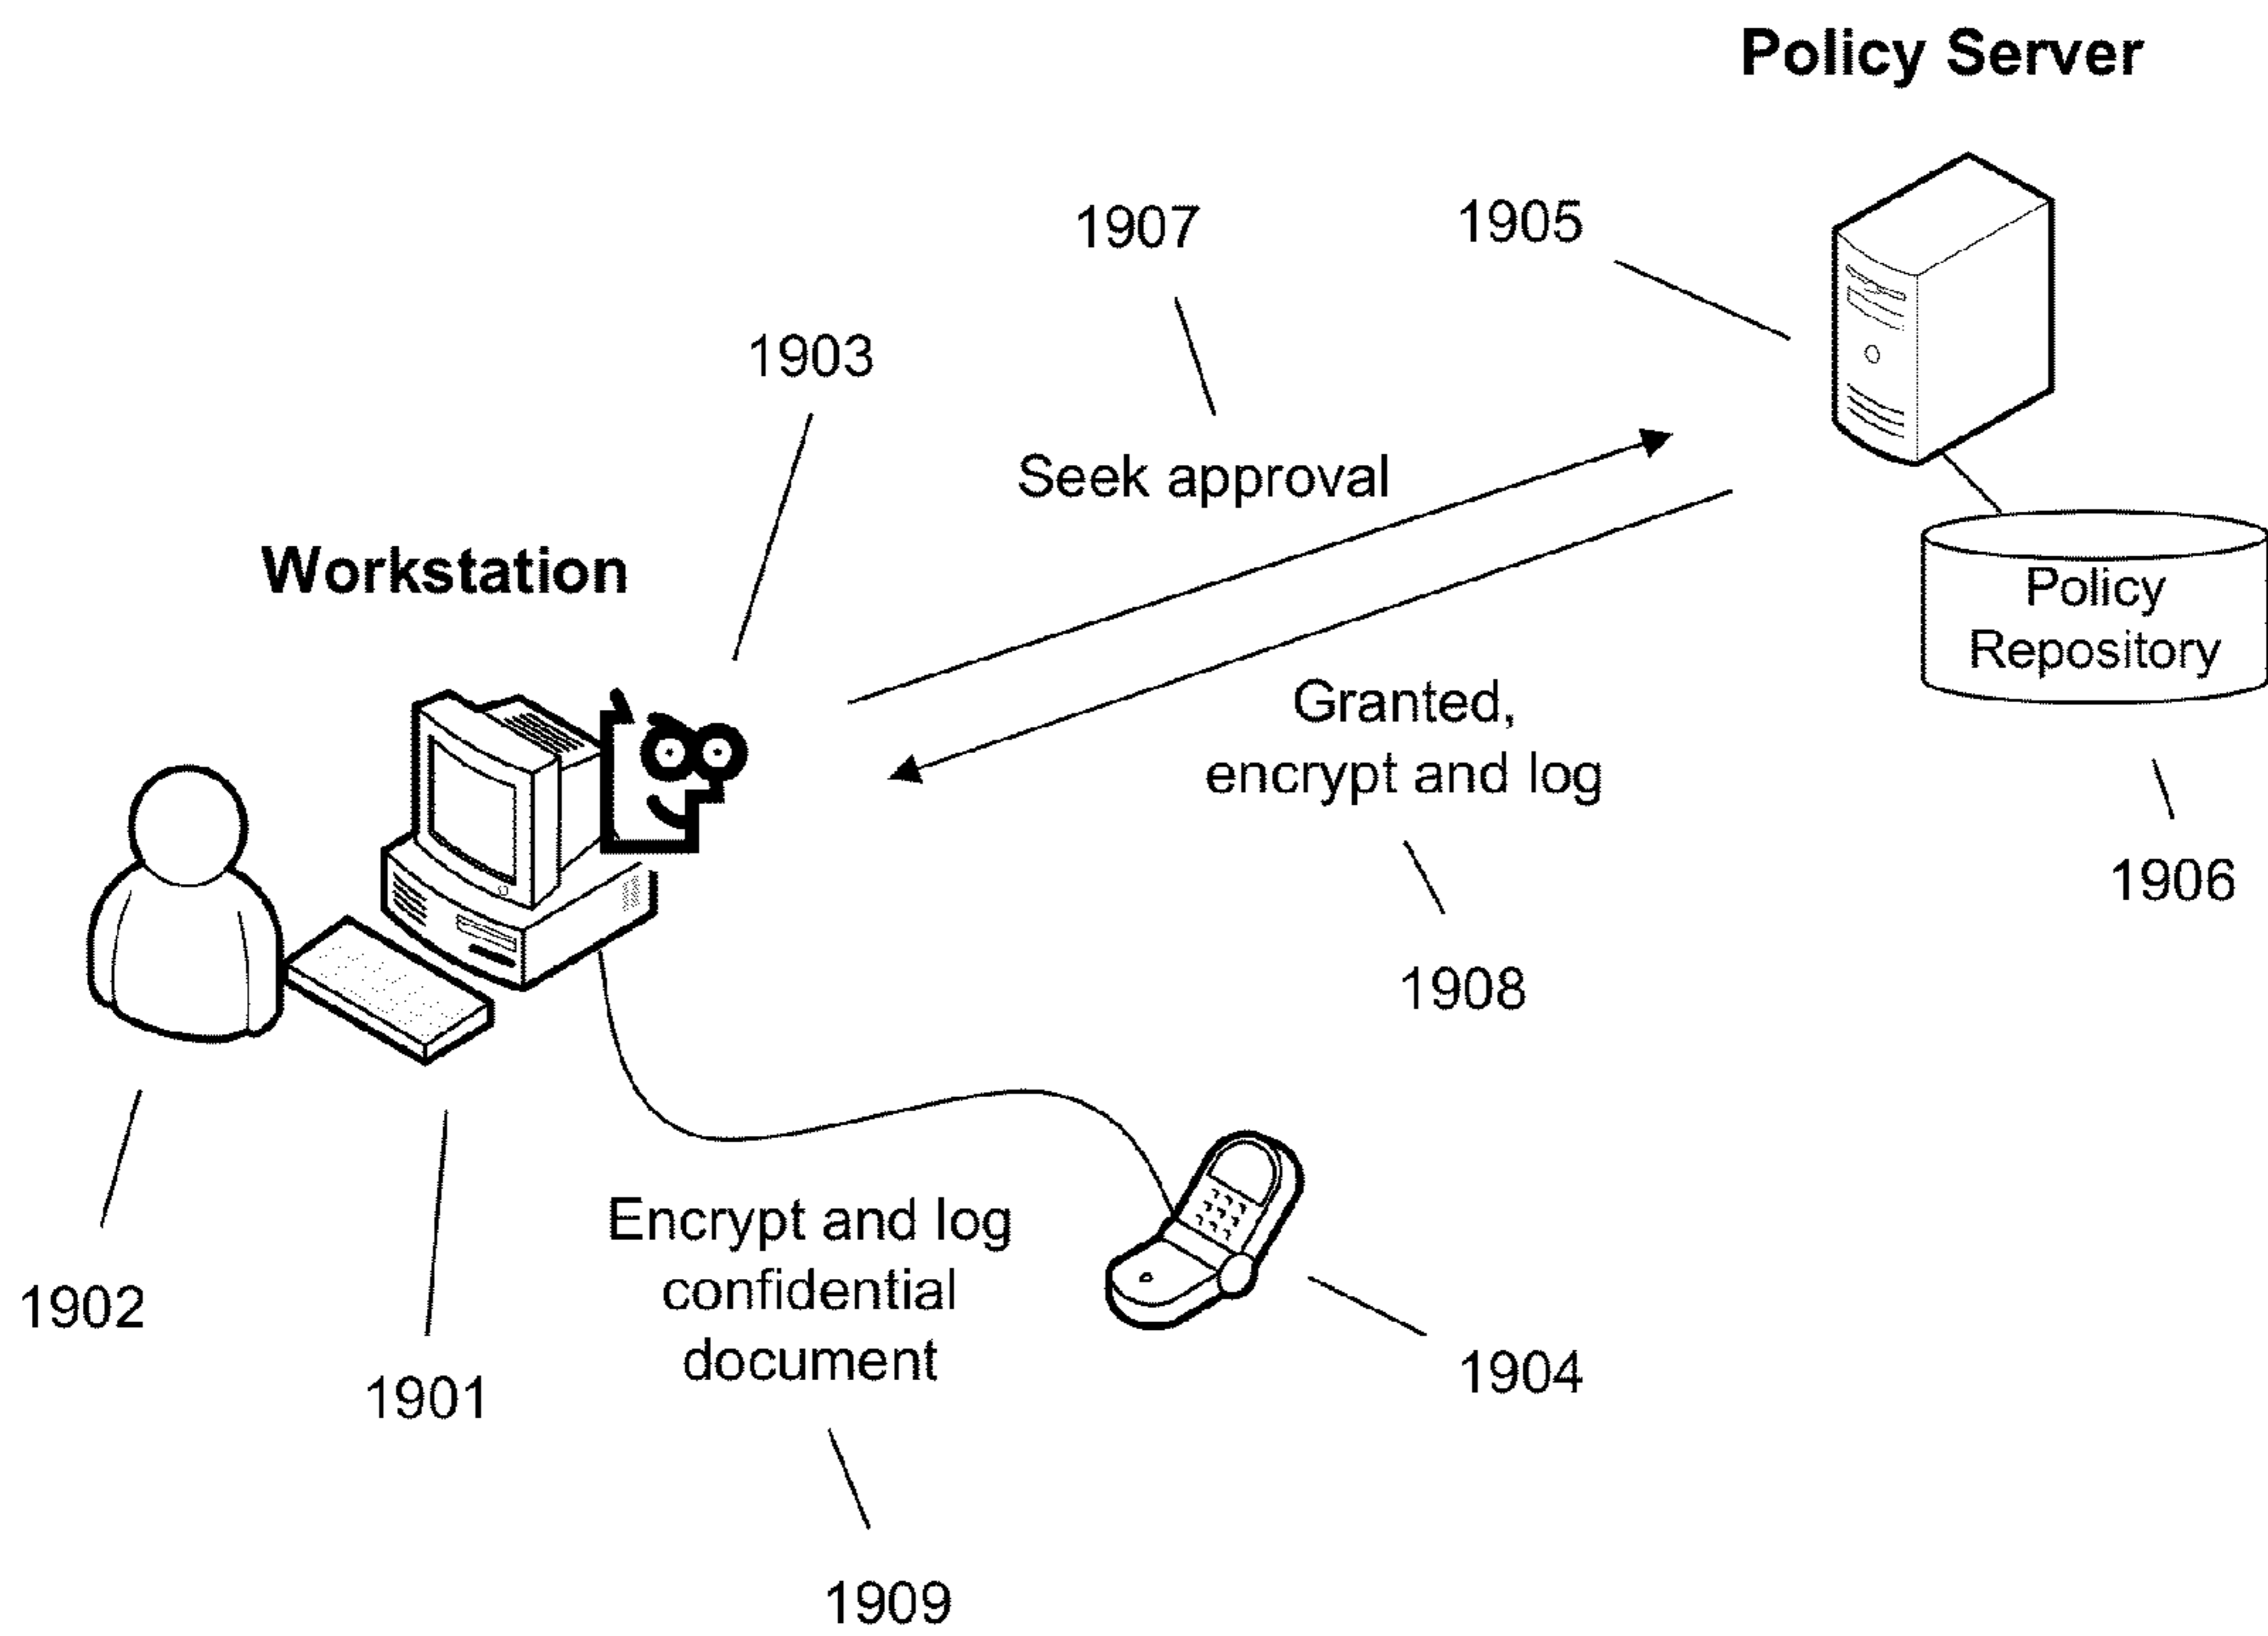 Policy Server
1907
1905
1903
Seek approval
Workstation
Policy
Repository
Granted,
encrypt and log
1906
1908
Encrypt and log
confidential
document
1902
1901
1904
1909